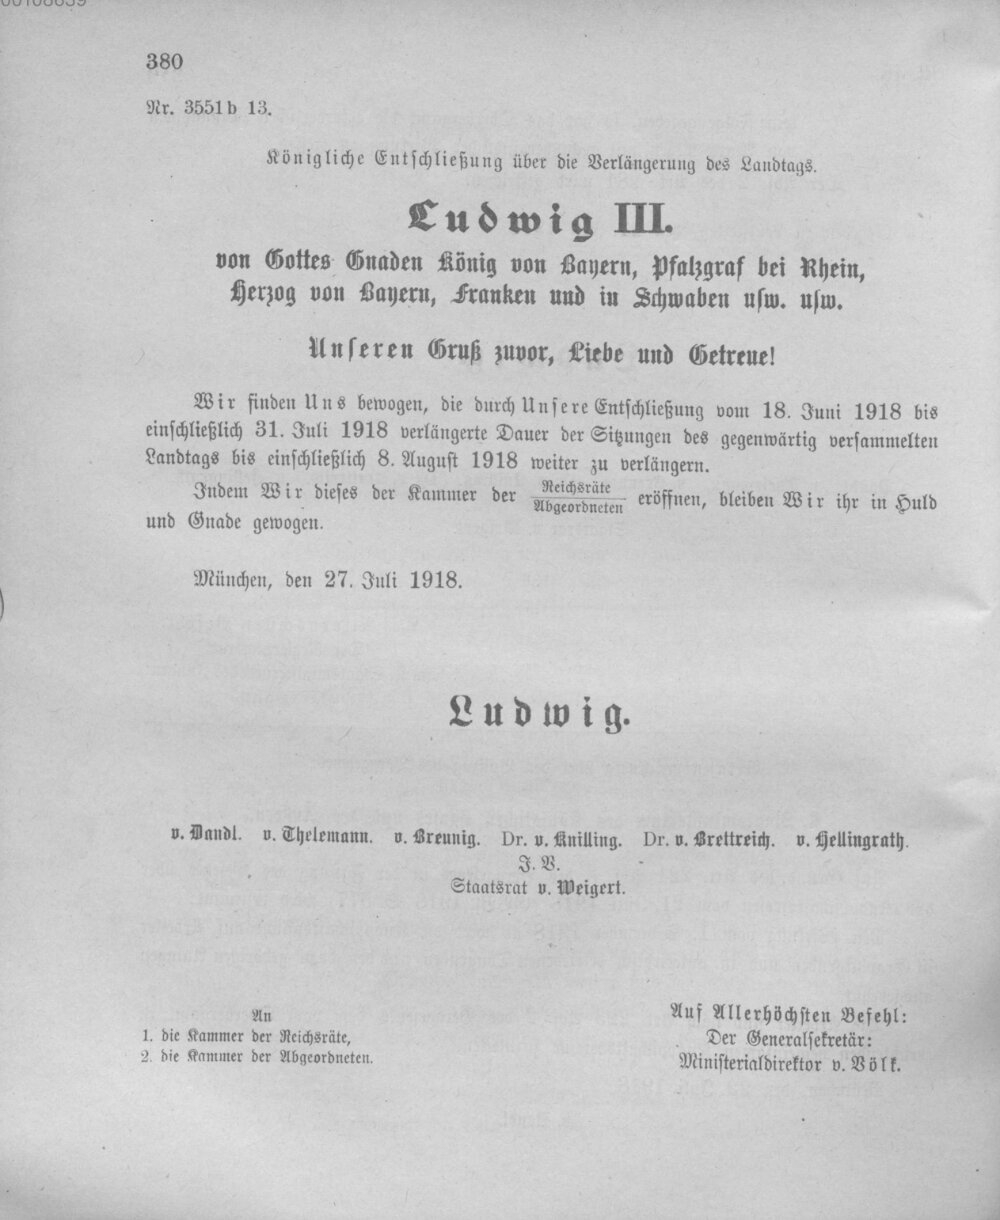 380
Nr. 3551 b 13.
Königliche Entschließung über die Verlängerung des Landtags.
Ludwig III.
von Gottes Gnaden König von Bayern, Pfalzgraf bei Rhein,
Herzog von Bayern, Franken und in Schwaben usw. usw.
Unseren Gruß zuvor, Liebe und Getreue!
Wir finden Uns bewogen, die durch Unsere Entschließung vom 18. Juni 1918 bis
einschließlich 31. Juli 1918 verlängerte Dauer der Sitzungen des gegenwärtig versammelten
Landtags bis einschließlich 8. August 1918 weiter zu verlängern.
Indem Wir dieses der Kammer der Reichsräte / Abgeordneten eröffnen, bleiben Wir ihr in Huld
und Gnade gewogen.
München, den 27. Juli 1918.
Ludwig.
v. Dandl. v. Thelemann. v. Breunig. Dr. v. Knilling. Dr. v. Brettreich. v. Hellingrath.
J. V.
Staatsrat v. Weigert.
An
1. die Kammer der Reichsräte,
2. die Kammer der Abgeordneten.
Auf Allerhöchsten Befehl:
Der Generalsekretär:
Ministerialdirektor v. Völk.